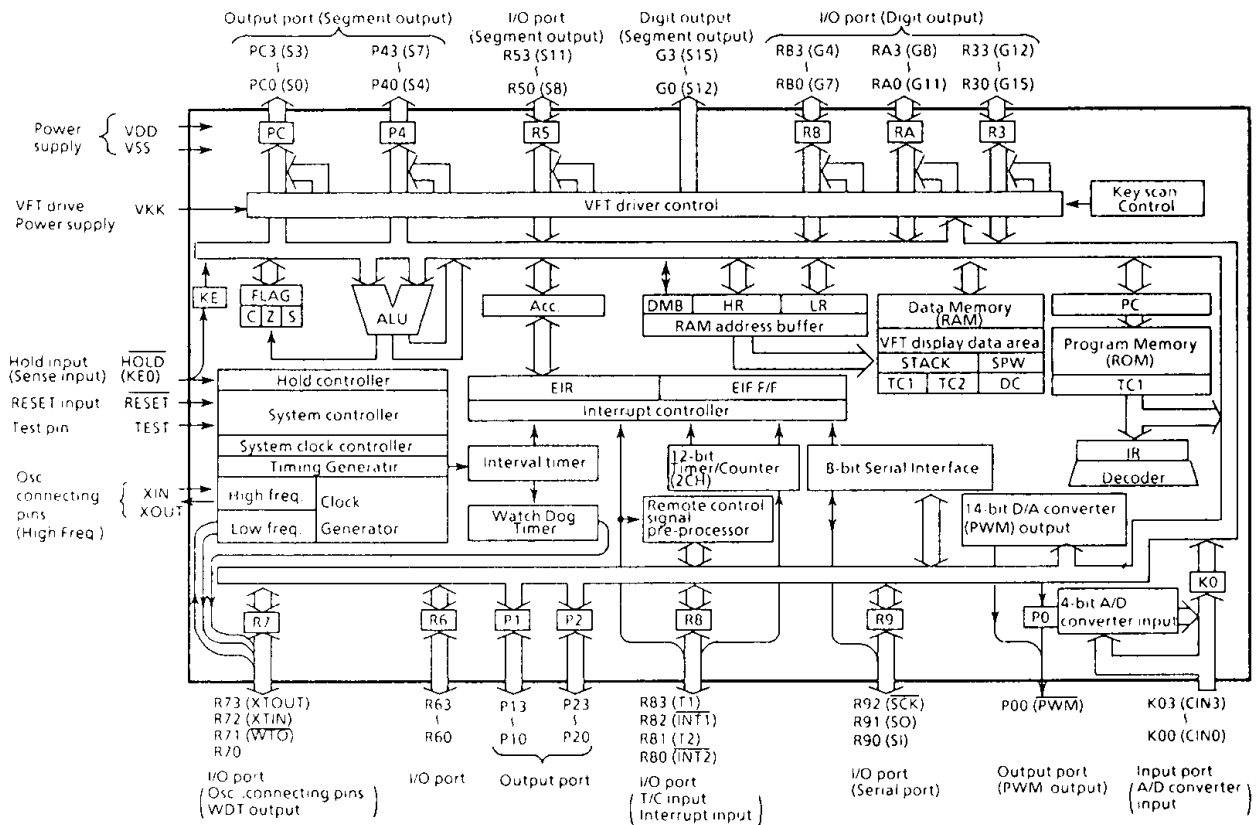 Output port (Segment output)
I/O port
(Segment output)
Digit output
(Segment output)
I/O port (Digit output)
PC3 (S3)
P43 (S7)
R53 (S11)
G3 (S15)
RB3 (G4)
RA3 (G8)
R33 (G12)
PC0 (S0)
P40 (S4)
R50 (S8)
G0 (S12)
RB0 (G7)
RA0 (G11)
R30 (G15)
Power supply
VDD
VSS
PC
P4
R5
RB
RA
R3
VFT drive
Power supply
VKK
VFT driver control
Key scan
Control
KE
FLAG
C Z S
ALU
Acc.
DMB
HR
LR
RAM address buffer
Data Memory
(RAM)
VFT display data area
STACK
SPW
TC1
TC2
DC
PC
Program Memory
(ROM)
TC1
Hold input
(Sense input)
HOLD
(KE0)
RESET input
RESET
Test pin
TEST
Hold controller
System controller
System clock controller
Timing Generatir
High freq.
Low freq.
Clock
Generator
EIR
EIF F/F
Interrupt controller
Interval timer
Watch Dog
Timer
12-bit
Timer/Counter
(2CH)
Remote control
signal
pre-processor
8-bit Serial Interface
IR
Decoder
14-bit D/A converter
(PWM) output
Osc
connecting
pins
(High Freq.)
XIN
XOUT
K0
P0
4-bit A/D
converter input
R7
R6
P1
P2
R8
R9
R73 (XTOUT)
R72 (XTIN)
R71 (WTO)
R70
R63
R60
P13
P10
P23
P20
R83 (T1)
R82 (INT1)
R81 (T2)
R80 (INT2)
R92 (SCK)
R91 (SO)
R90 (SI)
P00 (PWM)
K03 (CIN3)
K00 (CIN0)
I/O port
(Osc .connecting pins
WDT output)
I/O port
Output port
I/O port
(T/C input
Interrupt input)
I/O port
(Serial port)
Output port
(PWM output)
Input port
(A/D converter
input)